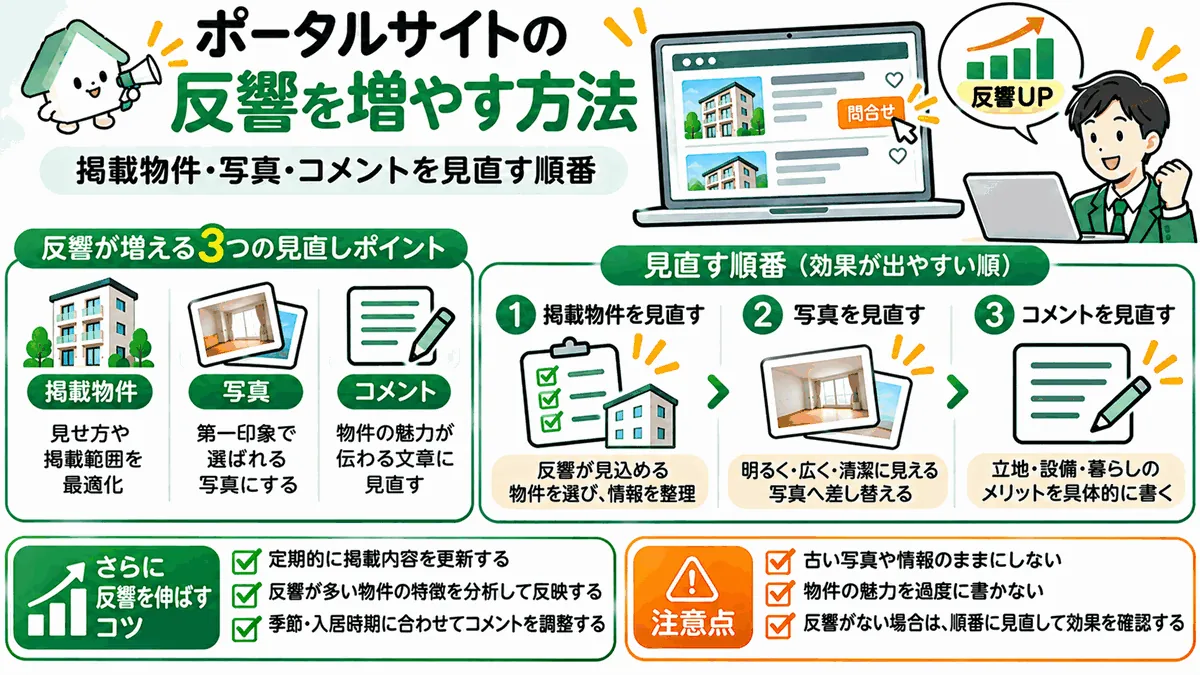 ポータルサイトの
反響を増やす方法
掲載物件・写真・コメントを見直す順番
問合せ
反響UP
反響が増える3つの見直しポイント
掲載物件
見せ方や
掲載範囲を
最適化
写真
第一印象で
選ばれる
写真にする
コメント
物件の魅力が
伝わる文章に
見直す
見直す順番（効果が出やすい順）
1 掲載物件を見直す
反響が見込める
物件を選び、情報を整理
2 写真を見直す
明るく・広く・清潔に見える
写真へ差し替える
3 コメントを見直す
立地・設備・暮らしの
メリットを具体的に書く
さらに
反響を伸ばす
コツ
定期的に掲載内容を更新する
反響が多い物件の特徴を分析して反映する
季節・入居時期に合わせてコメントを調整する
注意点
古い写真や情報のままにしない
物件の魅力を過度に書かない
反響がない場合は、順番に見直して効果を確認する